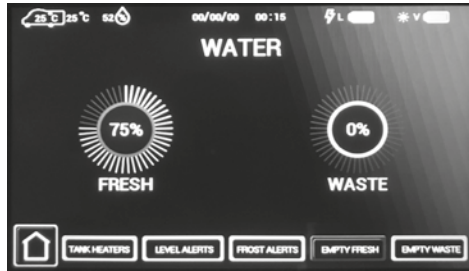 25°C 25°c 52% 00/00/00 00:15 L V
WATER
75% 0%
FRESH WASTE
TANK HEATERS LEVEL ALERTS FROST ALERTS EMPTY FRESH EMPTY WASTE